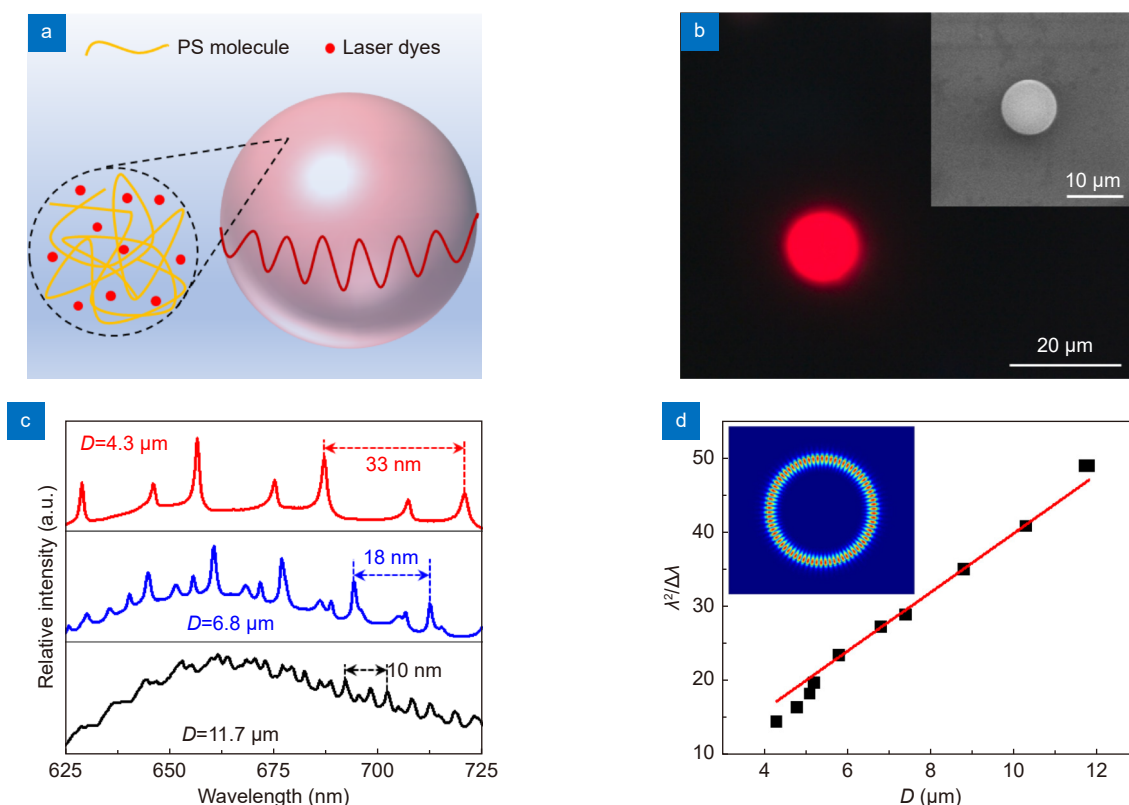 a
PS molecule
Laser dyes
b
10 μm
20 μm
c
Relative intensity (a.u.)
D=4.3 μm
33 nm
18 nm
D=6.8 μm
10 nm
D=11.7 μm
625
650
675
700
725
Wavelength (nm)
d
λ²/Δλ
50
40
30
20
10
4
6
8
10
12
D (μm)